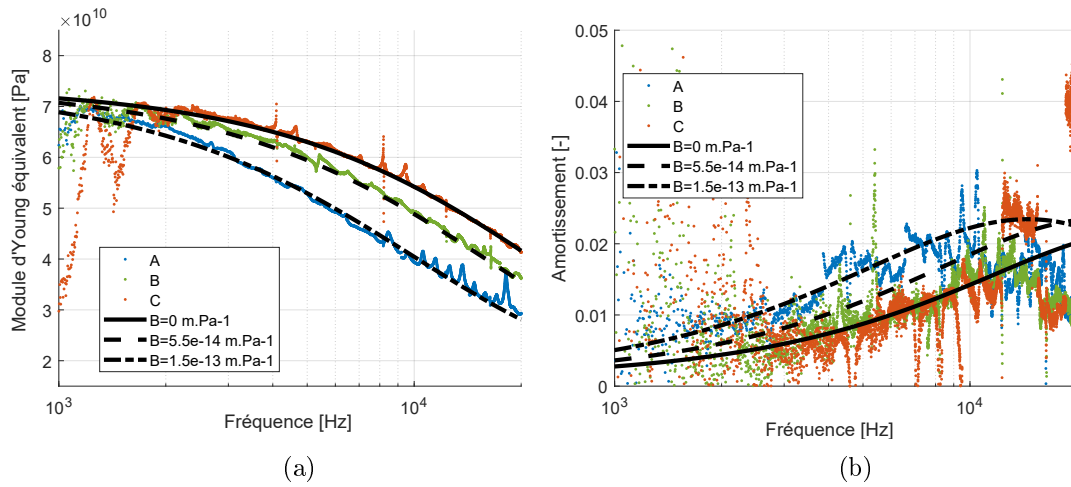 ×10^10
8
7
6
5
4
3
2
Module d'Young équivalent [Pa]
A
B
C
B=0 m.Pa-1
B=5.5e-14 m.Pa-1
B=1.5e-13 m.Pa-1
10^3
10^4
Fréquence [Hz]
(a)
0.05
0.04
0.03
0.02
0.01
0
Amortissement [-]
A
B
C
B=0 m.Pa-1
B=5.5e-14 m.Pa-1
B=1.5e-13 m.Pa-1
10^3
10^4
Fréquence [Hz]
(b)